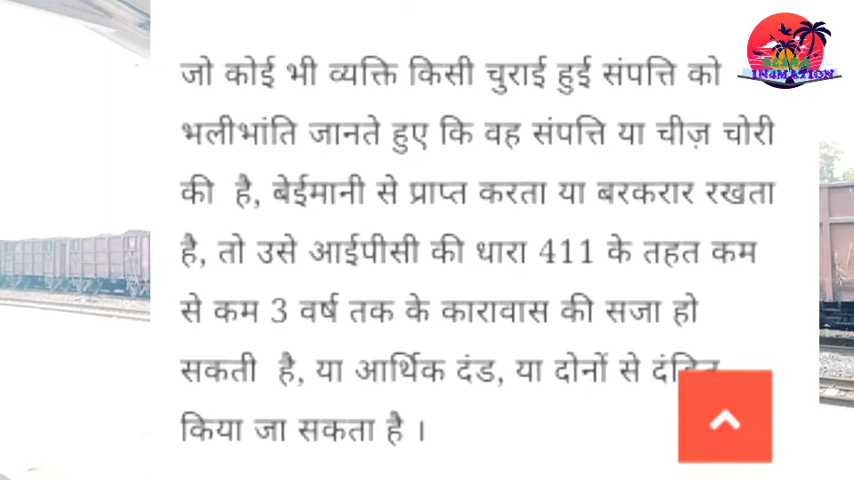 जो कोई भी व्यक्ति किसी चुराई हुई संपत्ति को
भलीभांति जानते हुए कि वह संपत्ति या चीज़ चोरी
की है, बेईमानी से प्राप्त करता या बरकरार रखता
है, तो उसे आईपीसी की धारा 411 के तहत कम
से कम 3 वर्ष तक के कारावास की सजा हो
सकती है, या आर्थिक दंड, या दोनों से दंडित
किया जा सकता है ।
IN4MATION